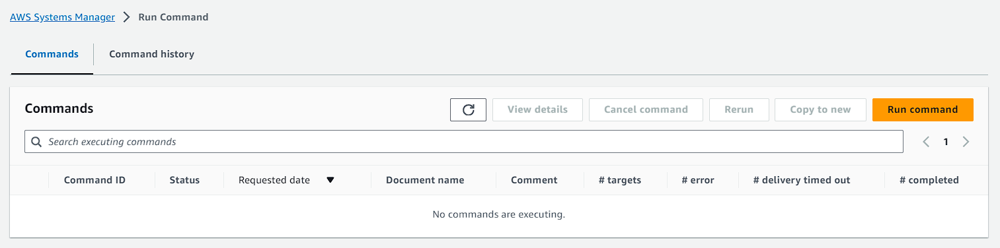 AWS Systems Manager > Run Command
Commands Command history
Commands View details Cancel command Rerun Copy to new Run command
Search executing commands 1
Command ID Status Requested date Document name Comment # targets # error # delivery timed out # completed
No commands are executing.